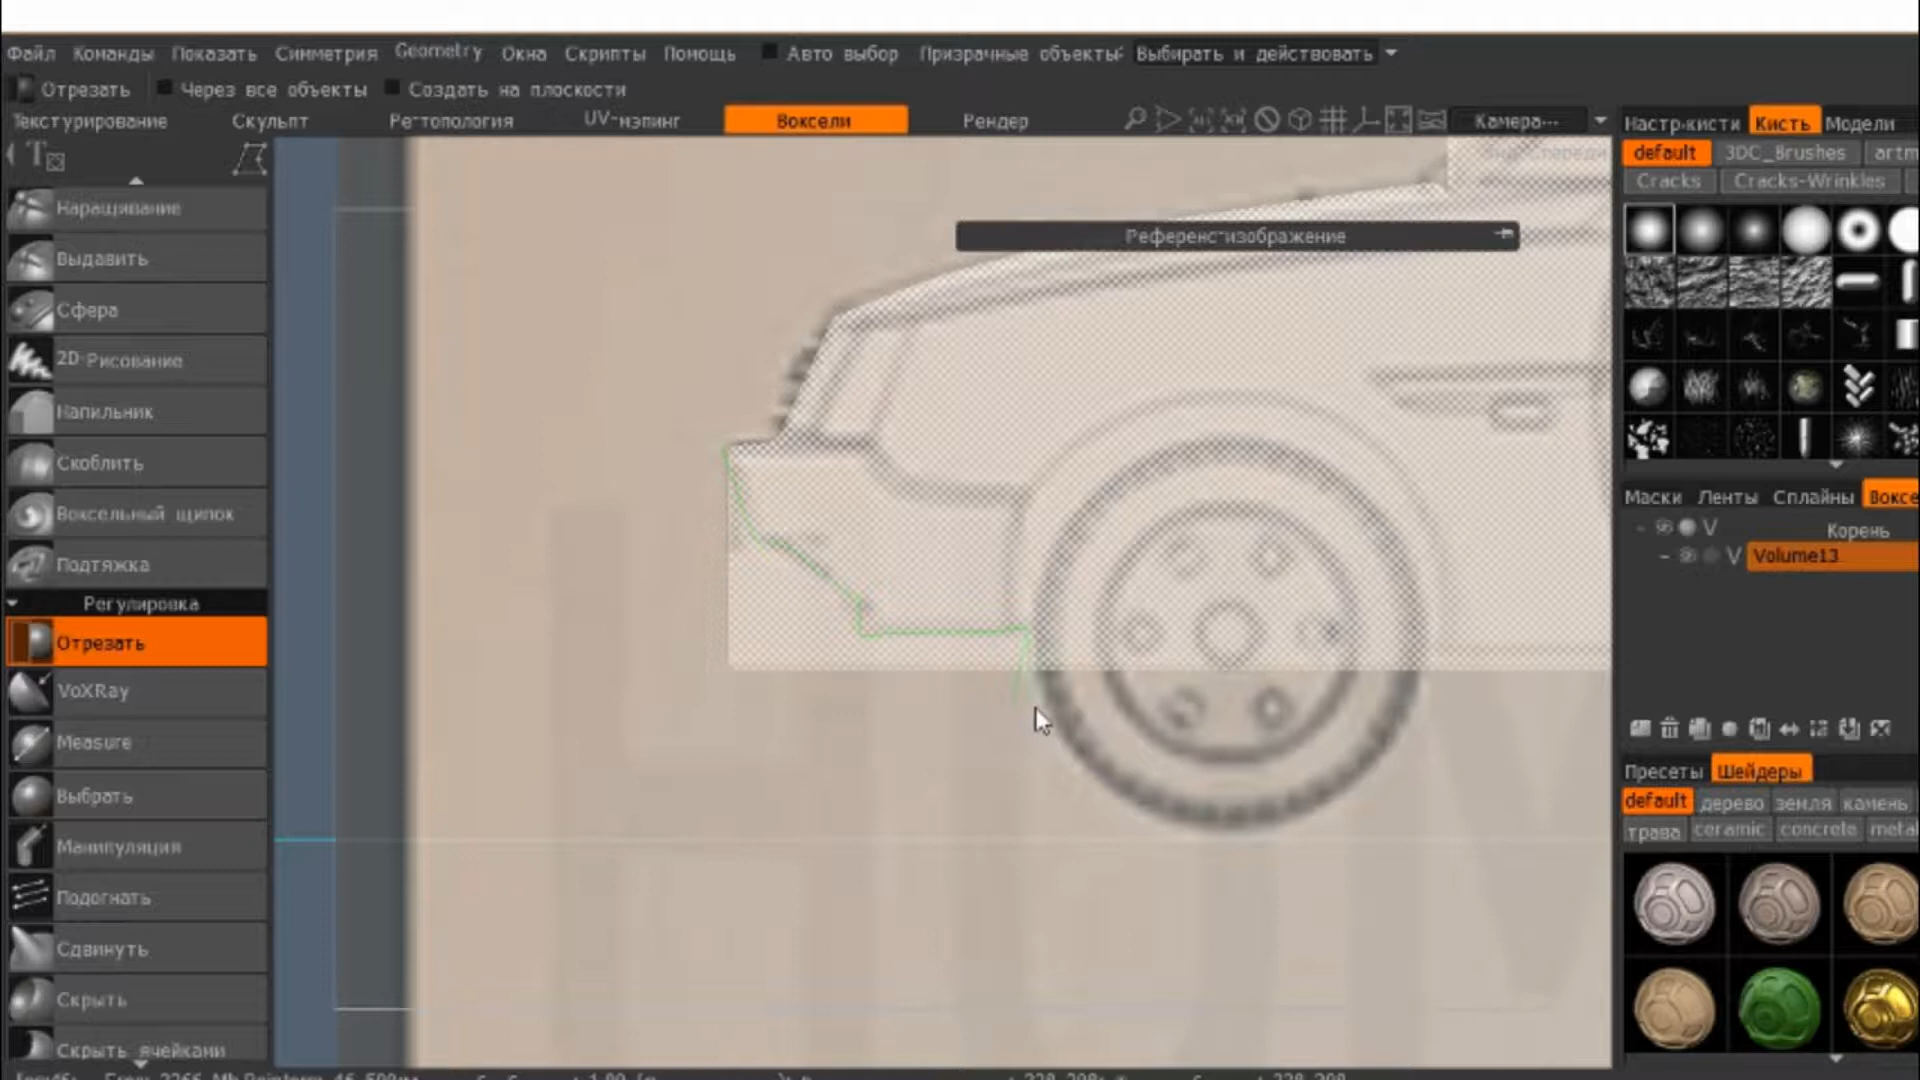 Файл Команды Показать Симметрия Geometry Окна Скрипты Помощь Авто выбор Призрачные объекты: Выбирать и действовать
Отрезать Через все объекты Создать на плоскости
Текстурирование Скульпт Ретопология UV-мэпинг Воксели Рендер Камера...
Настр.кисти Кисть Модели
default 3DC_Brushes artm
Cracks Cracks-Wrinkles
Референс-изображение
Наращивание
Выдавить
Сфера
2D-Рисование
Напильник
Скоблить
Воксельный щипок
Подтяжка
Регулировка
Отрезать
VoXRay
Measure
Выбрать
Манипуляция
Подогнать
Сдвинуть
Скрыть
Скрыть ячейками
Маски Ленты Сплайны Воксе
V Корень
V Volume13
Пресеты Шейдеры
default дерево земля камень
трава ceramic concrete metal